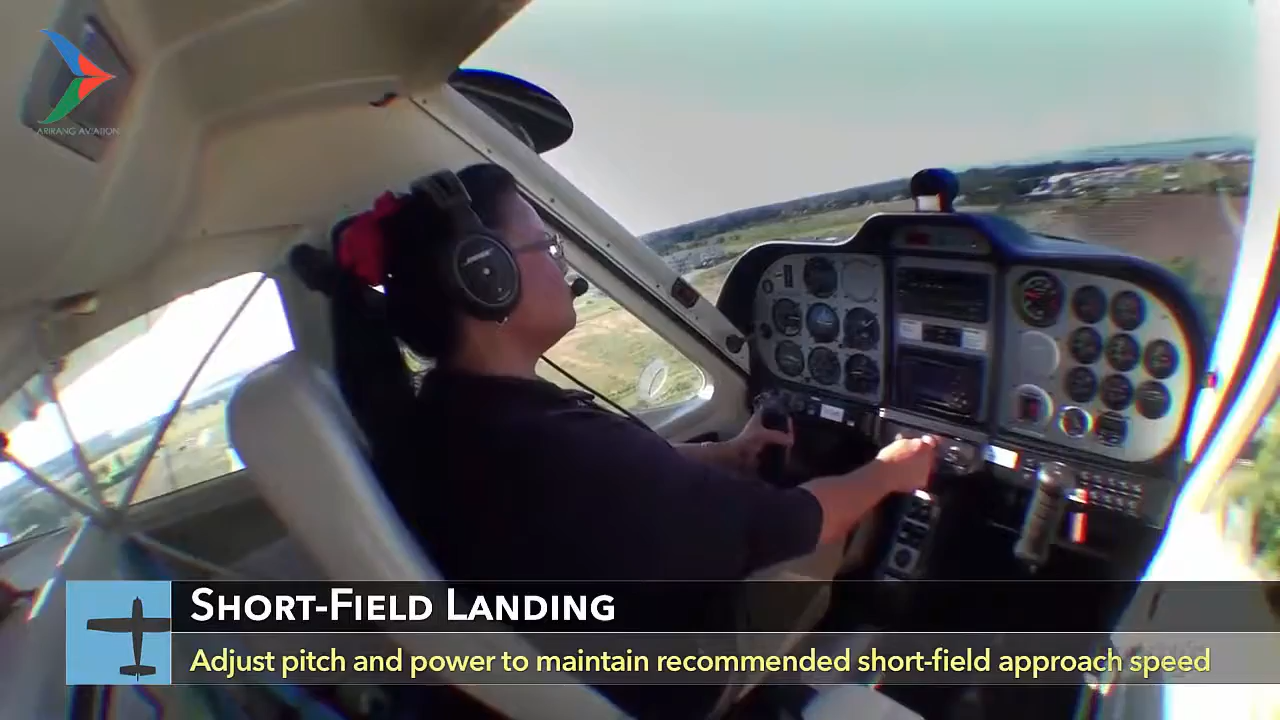 ARIRANG AVIATION
SHORT-FIELD LANDING
Adjust pitch and power to maintain recommended short-field approach speed